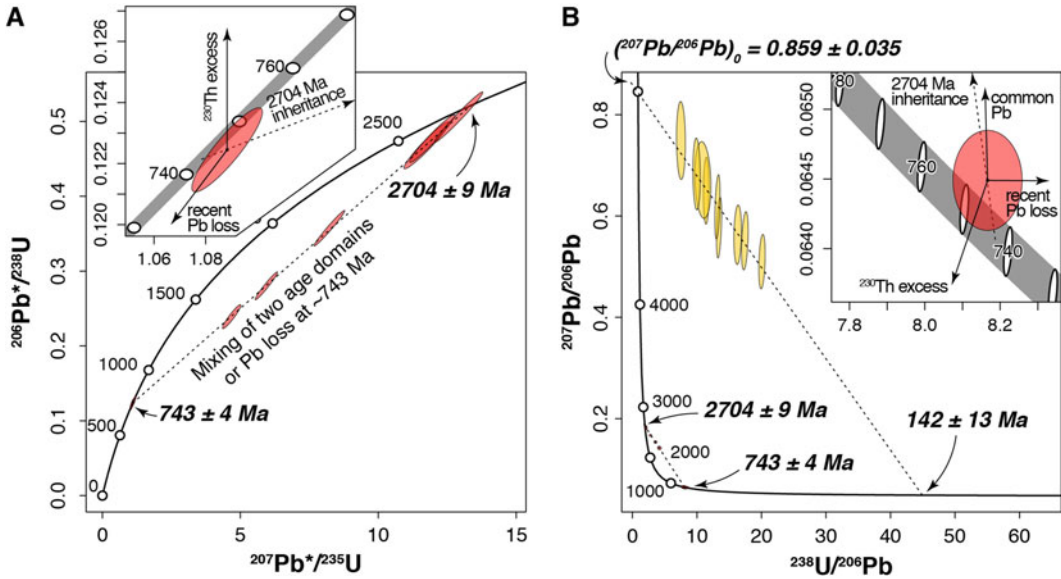 A
0.126
0.124
0.122
0.120
1.06
1.08
230Th excess
760
740
2704 Ma
inheritance
recent
Pb loss
2500
1500
1000
500
0
2704 ± 9 Ma
Mixing of two age domains
or Pb loss at ~743 Ma
743 ± 4 Ma
206Pb*/238U
0.5
0.4
0.3
0.2
0.1
0.0
0
5
10
15
207Pb*/235U
B
(207Pb/206Pb)0 = 0.859 ± 0.035
207Pb/206Pb
0.8
0.6
0.4
0.2
4000
3000
2000
1000
2704 ± 9 Ma
743 ± 4 Ma
142 ± 13 Ma
0
10
20
30
40
50
60
238U/206Pb
780
2704 Ma
inheritance
common
Pb
760
recent
Pb loss
740
230Th excess
0.0650
0.0645
0.0640
7.8
8.0
8.2